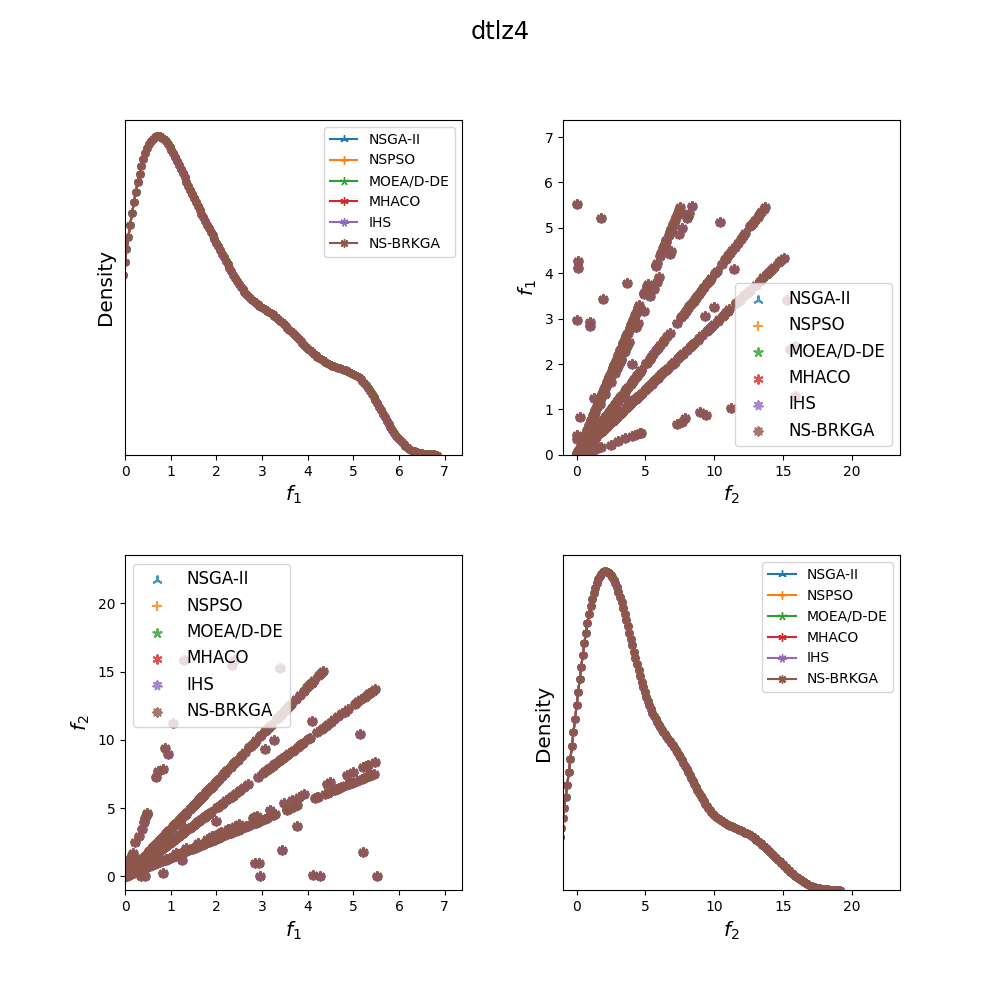 dtlz4
Density
NSGA-II
NSPSO
MOEA/D-DE
MHACO
IHS
NS-BRKGA
0 1 2 3 4 5 6 7
f1
f1
7
6
5
4
3
2
1
0
NSGA-II
NSPSO
MOEA/D-DE
MHACO
IHS
NS-BRKGA
0 5 10 15 20
f2
f2
20
15
10
5
0
NSGA-II
NSPSO
MOEA/D-DE
MHACO
IHS
NS-BRKGA
0 1 2 3 4 5 6 7
f1
Density
NSGA-II
NSPSO
MOEA/D-DE
MHACO
IHS
NS-BRKGA
0 5 10 15 20
f2